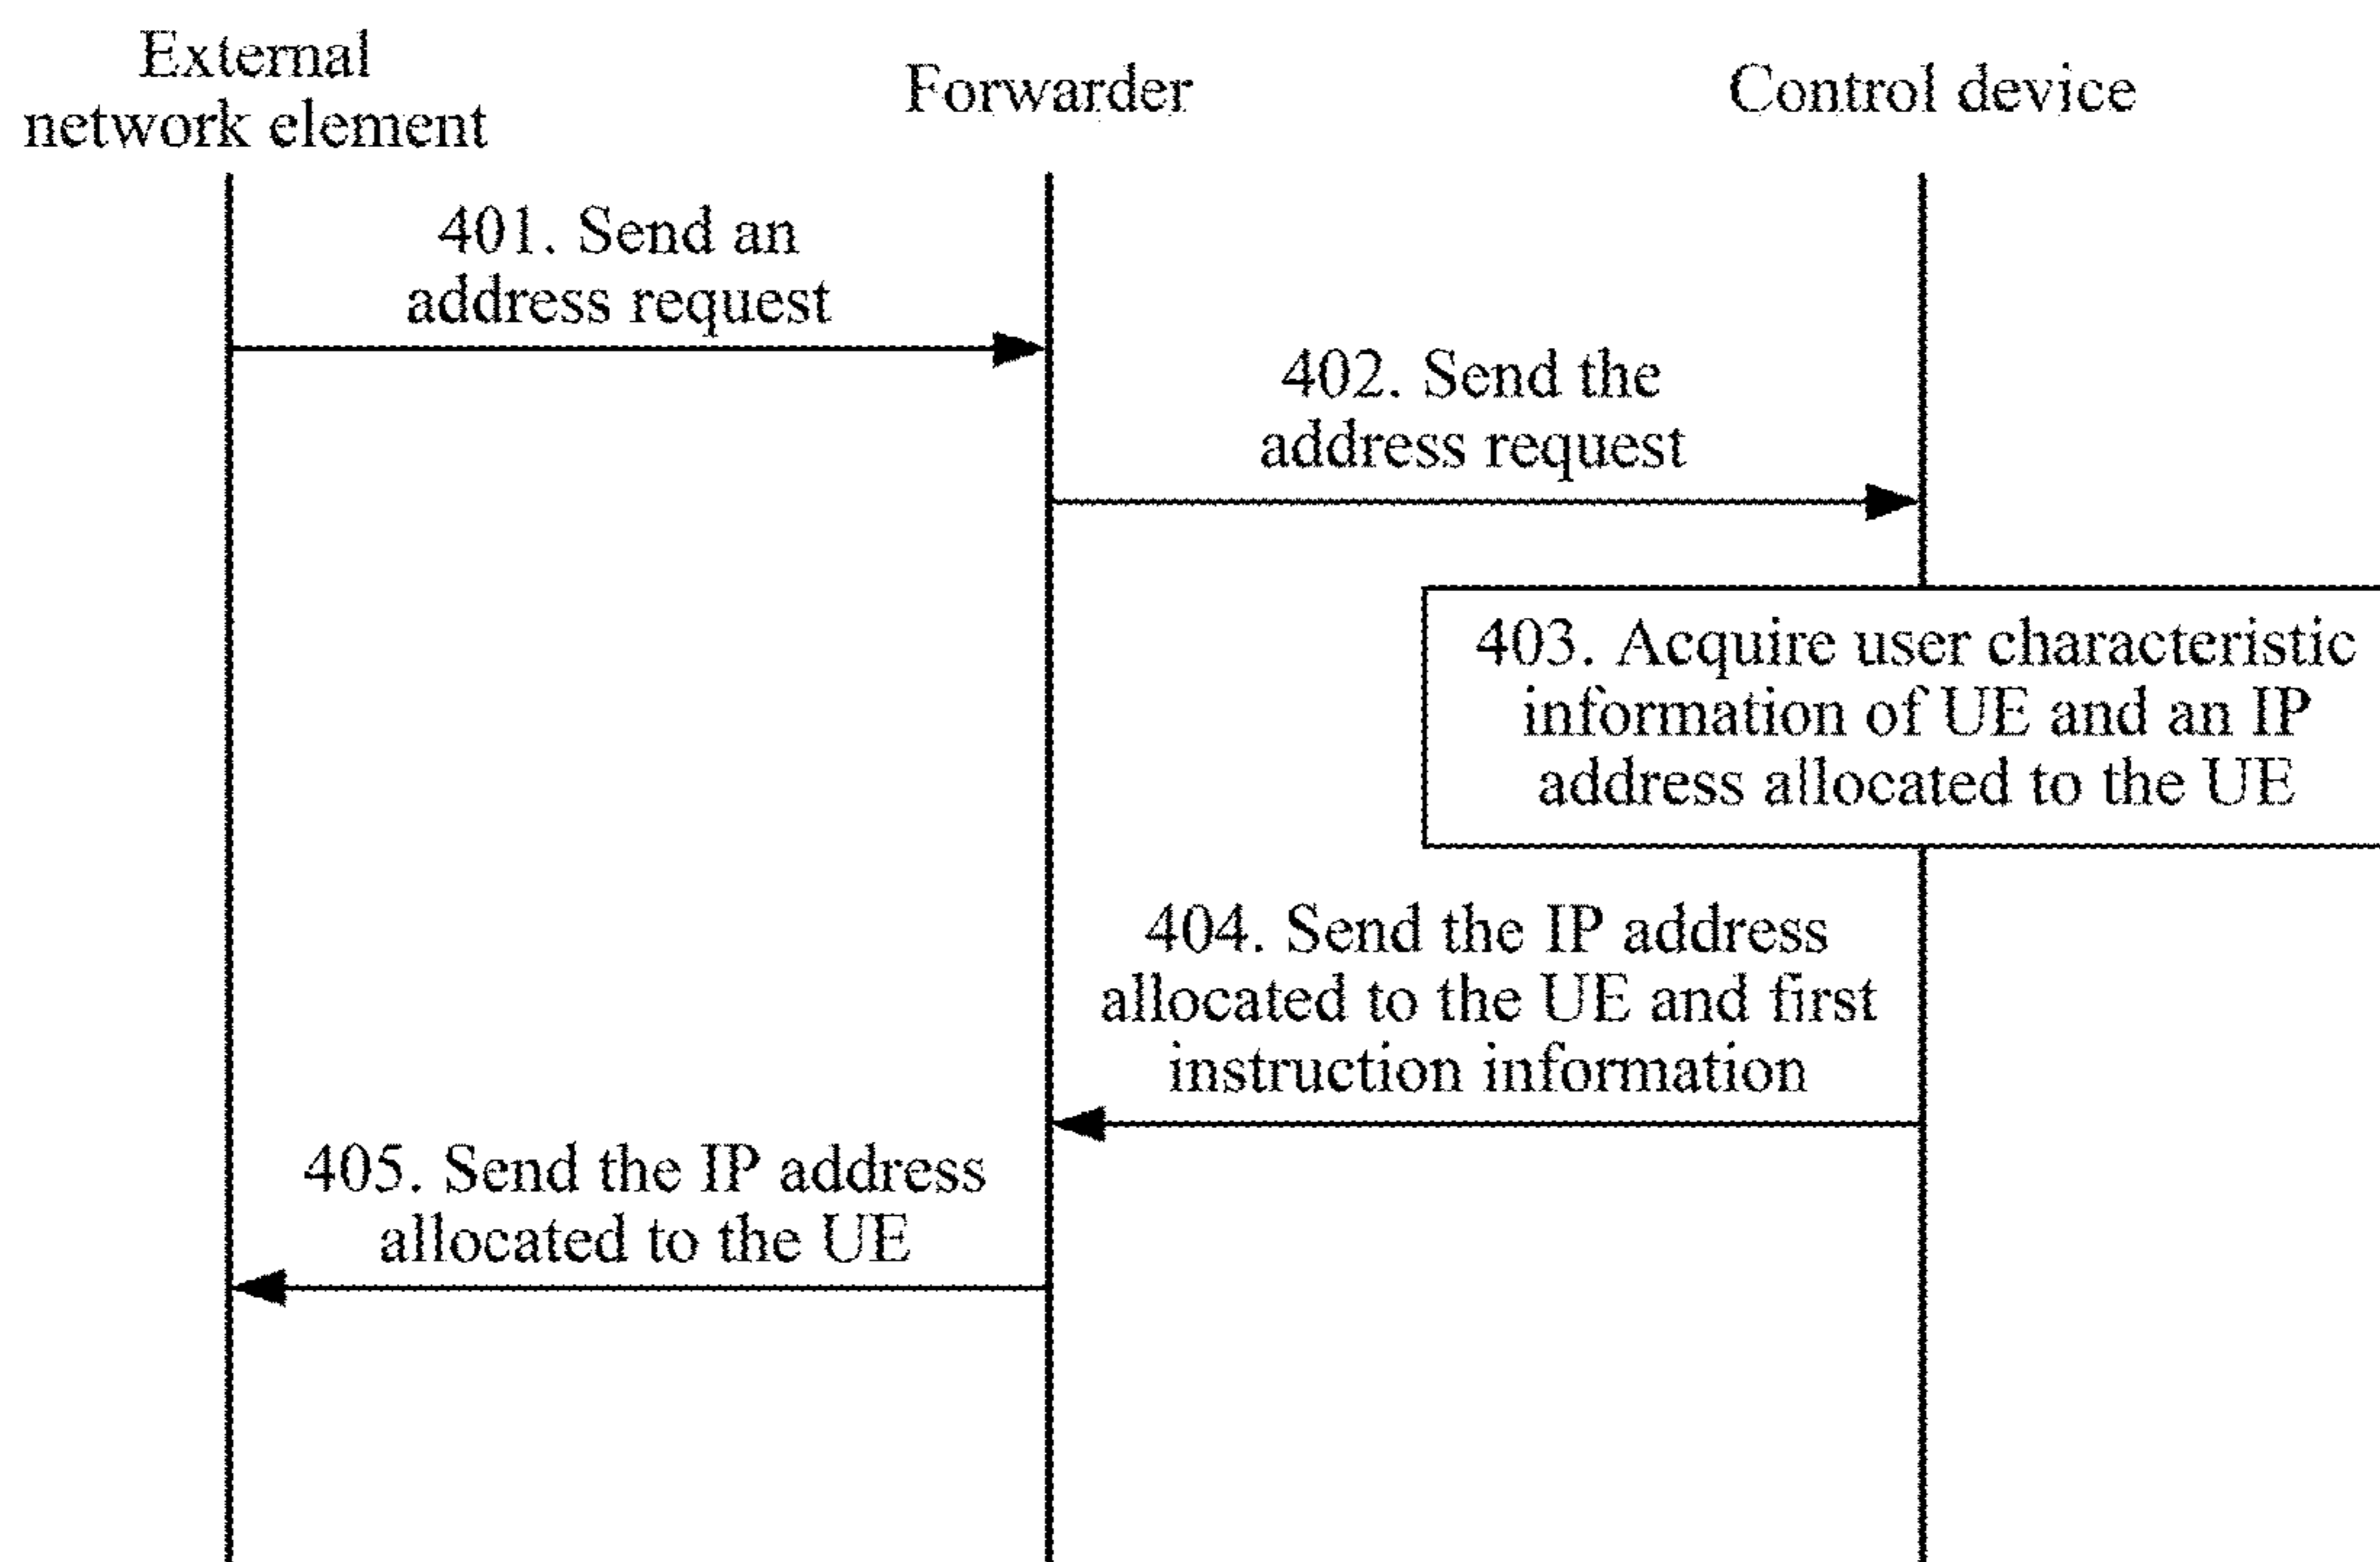 External
network element
Forwarder
Control device
401. Send an
address request
402. Send the
address request
403. Acquire user characteristic
information of UE and an IP
address allocated to the UE
404. Send the IP address
allocated to the UE and first
instruction information
405. Send the IP address
allocated to the UE